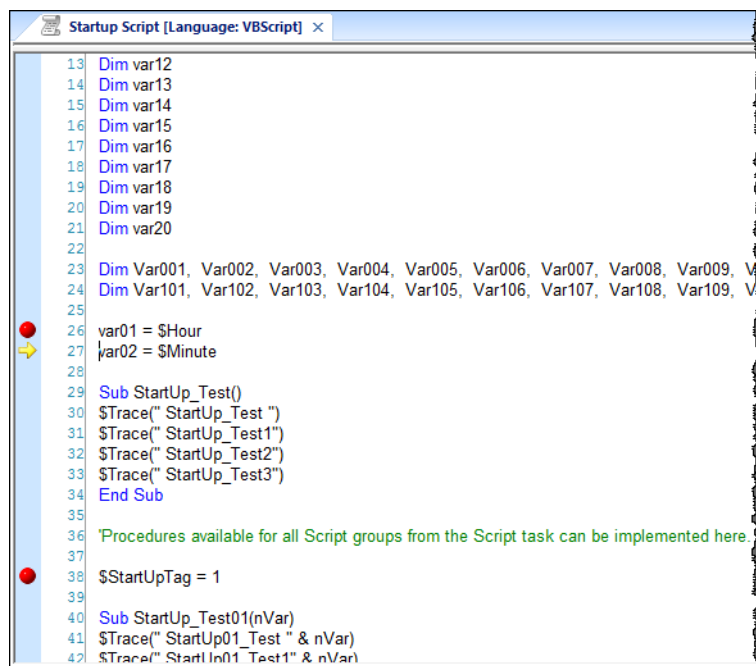 Startup Script [Language: VBScript] ×
13 Dim var12
14 Dim var13
15 Dim var14
16 Dim var15
17 Dim var16
18 Dim var17
19 Dim var18
20 Dim var19
21 Dim var20
22
23 Dim Var001, Var002, Var003, Var004, Var005, Var006, Var007, Var008, Var009, V
24 Dim Var101, Var102, Var103, Var104, Var105, Var106, Var107, Var108, Var109, V
25
26 var01 = $Hour
27 var02 = $Minute
28
29 Sub StartUp_Test()
30 $Trace(" StartUp_Test ")
31 $Trace(" StartUp_Test1")
32 $Trace(" StartUp_Test2")
33 $Trace(" StartUp_Test3")
34 End Sub
35
36 'Procedures available for all Script groups from the Script task can be implemented here.
37
38 $StartUpTag = 1
39
40 Sub StartUp_Test01(nVar)
41 $Trace(" StartUp01_Test " & nVar)
42 $Trace(" StartUp01_Test1" & nVar)